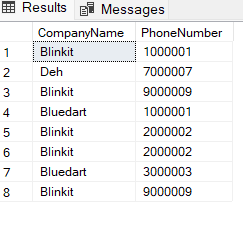 Results Messages
CompanyName PhoneNumber
1 Blinkit 1000001
2 Deh 7000007
3 Blinkit 9000009
4 Bluedart 1000001
5 Blinkit 2000002
6 Blinkit 2000002
7 Bluedart 3000003
8 Blinkit 9000009